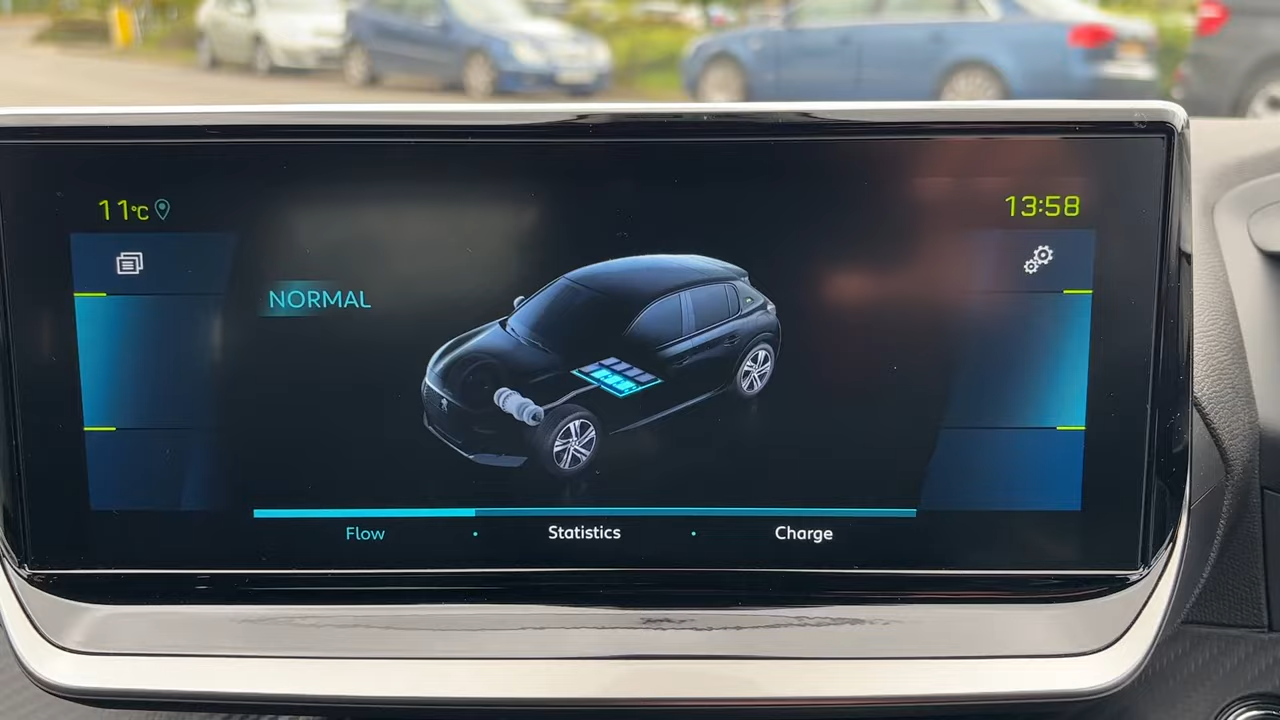 11°C
13:58
NORMAL
Flow • Statistics • Charge